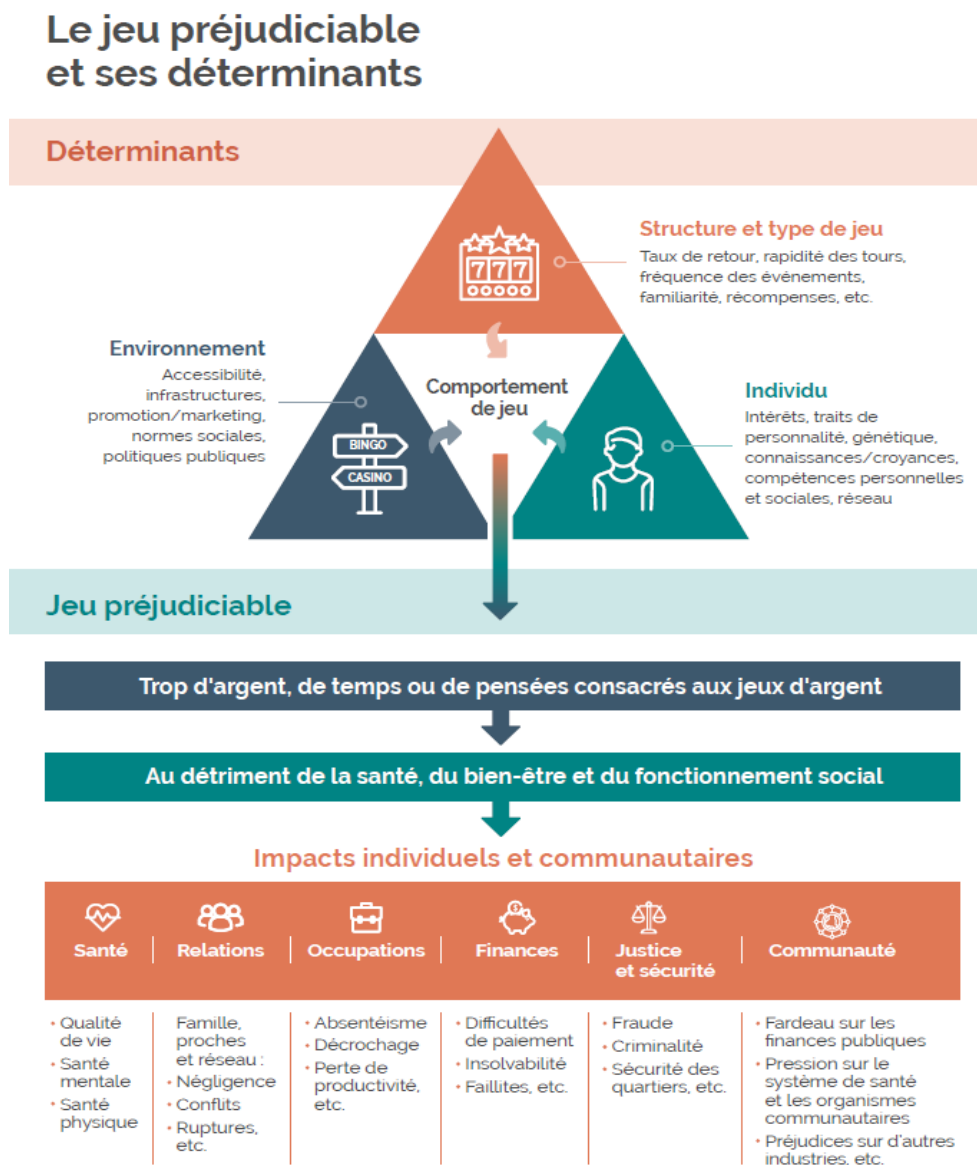 Le jeu préjudiciable
et ses déterminants
Déterminants
777
Structure et type de jeu
Taux de retour, rapidité des tours,
fréquence des événements,
familiarité, récompenses, etc.
Environnement
Accessibilité,
infrastructures,
promotion/marketing,
normes sociales,
politiques publiques
BINGO
CASINO
Comportement
de jeu
Individu
Intérêts, traits de
personnalité, génétique,
connaissances/croyances,
compétences personnelles
et sociales, réseau
Jeu préjudiciable
Trop d'argent, de temps ou de pensées consacrés aux jeux d'argent
Au détriment de la santé, du bien-être et du fonctionnement social
Impacts individuels et communautaires
Santé
• Qualité
de vie
• Santé
mentale
• Santé
physique
Relations
Famille,
proches
et réseau :
• Négligence
• Conflits
• Ruptures,
etc.
Occupations
• Absentéisme
• Décrochage
• Perte de
productivité,
etc.
$
Finances
• Difficultés
de paiement
• Insolvabilité
• Faillites, etc.
Justice
et sécurité
• Fraude
• Criminalité
• Sécurité des
quartiers, etc.
Communauté
• Fardeau sur les
finances publiques
• Pression sur le
système de santé
et les organismes
communautaires
• Préjudices sur d'autres
industries, etc.